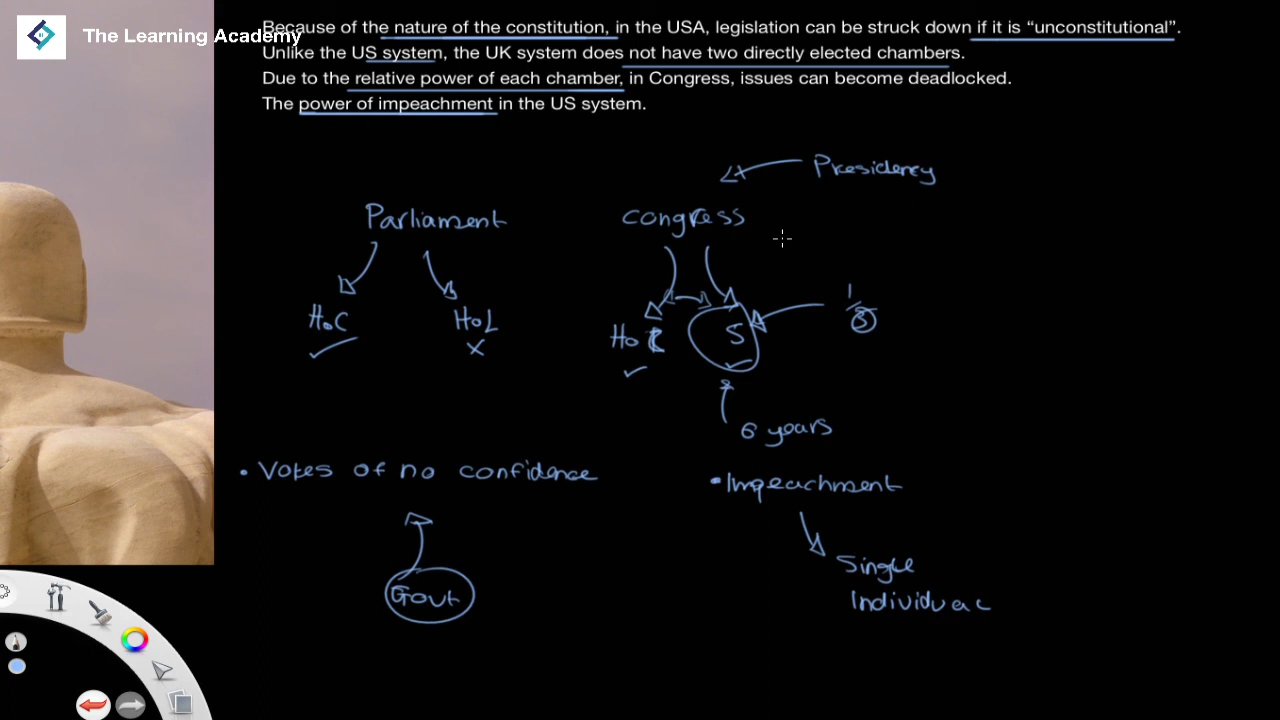 The Learning Academy
Because of the nature of the constitution, in the USA, legislation can be struck down if it is “unconstitutional”.
Unlike the US system, the UK system does not have two directly elected chambers.
Due to the relative power of each chamber, in Congress, issues can become deadlocked.
The power of impeachment in the US system.
Presidency
Parliament
Congress
HoC
HoL
Ho
S
1/3
6 years
• Votes of no confidence
• Impeachment
Single
Individual
Govt